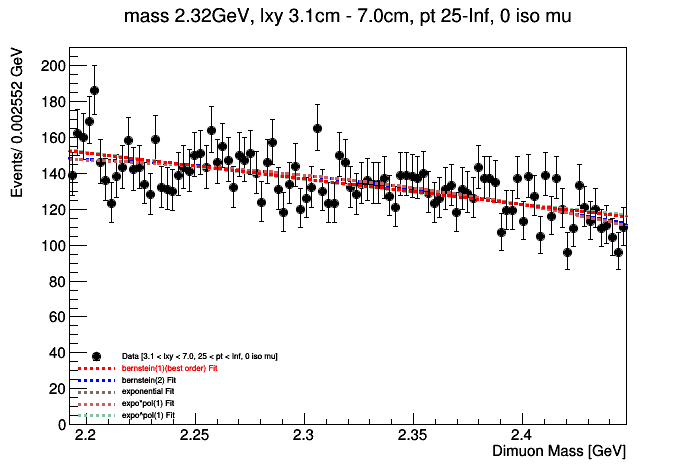 mass 2.32GeV, lxy 3.1cm - 7.0cm, pt 25-Inf, 0 iso mu
Events/ 0.002552 GeV
200
180
160
140
120
100
80
60
40
20
0
Data [3.1 < lxy < 7.0, 25 < pt < Inf, 0 iso mu]
bernstein(1)(best order) Fit
bernstein(2) Fit
exponential Fit
expo*pol(1) Fit
expo^pol(1) Fit
2.2 2.25 2.3 2.35 2.4
Dimuon Mass [GeV]